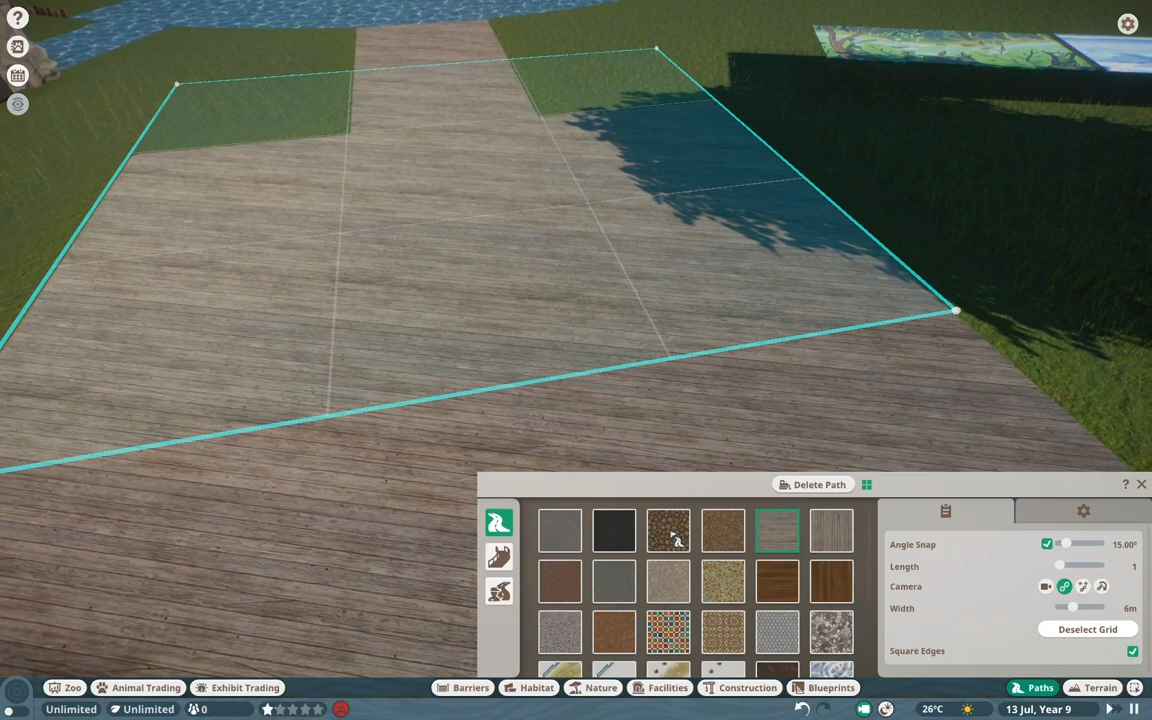 ?
Delete Path
?
Angle Snap 15.00°
Length 1
Camera
Width 6m
Deselect Grid
Square Edges
Zoo Animal Trading Exhibit Trading Barriers Habitat Nature Facilities Construction Blueprints Paths Terrain
Unlimited Unlimited 0 26°C 13 Jul, Year 9